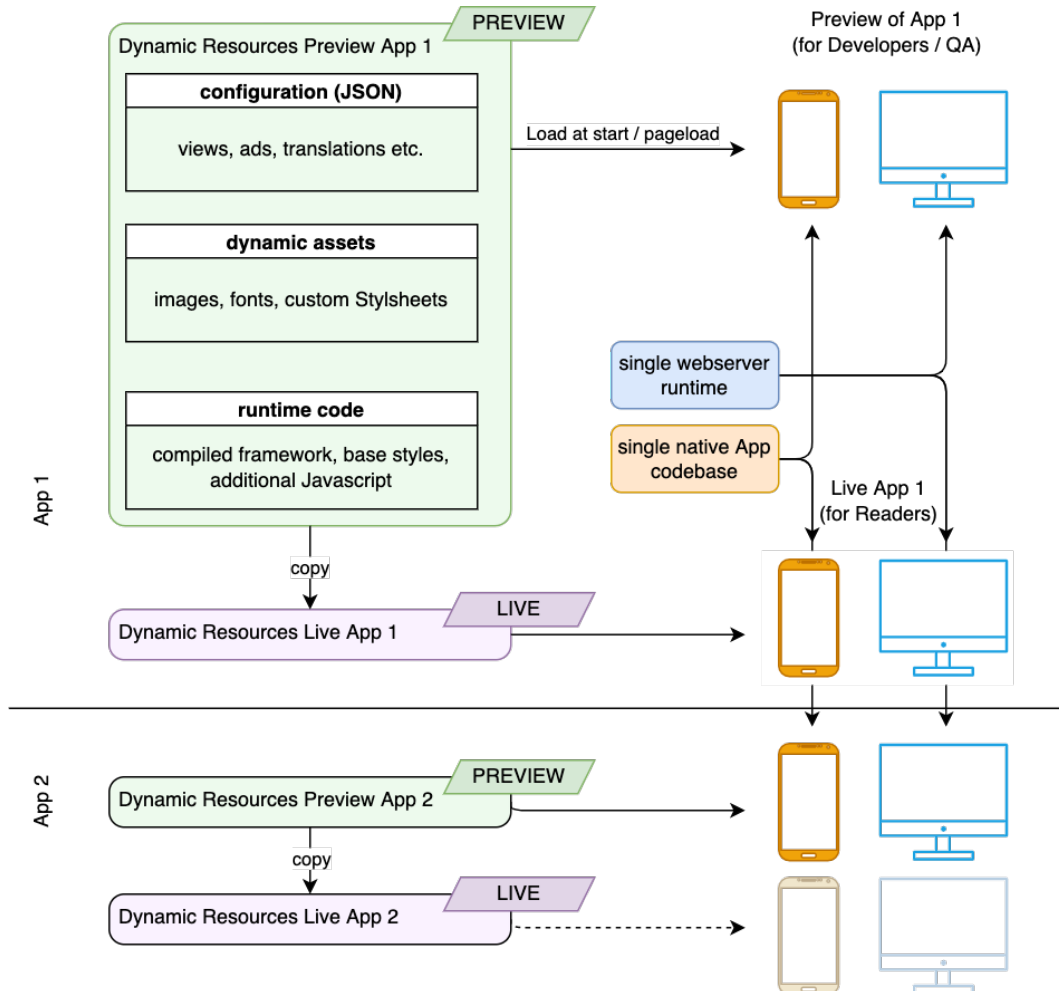 PREVIEW
Dynamic Resources Preview App 1
configuration (JSON)
views, ads, translations etc.
dynamic assets
images, fonts, custom Stylsheets
runtime code
compiled framework, base styles,
additional Javascript
Load at start / pageload
Preview of App 1
(for Developers / QA)
single webserver
runtime
single native App
codebase
Live App 1
(for Readers)
App 1
copy
LIVE
Dynamic Resources Live App 1
App 2
PREVIEW
Dynamic Resources Preview App 2
copy
LIVE
Dynamic Resources Live App 2